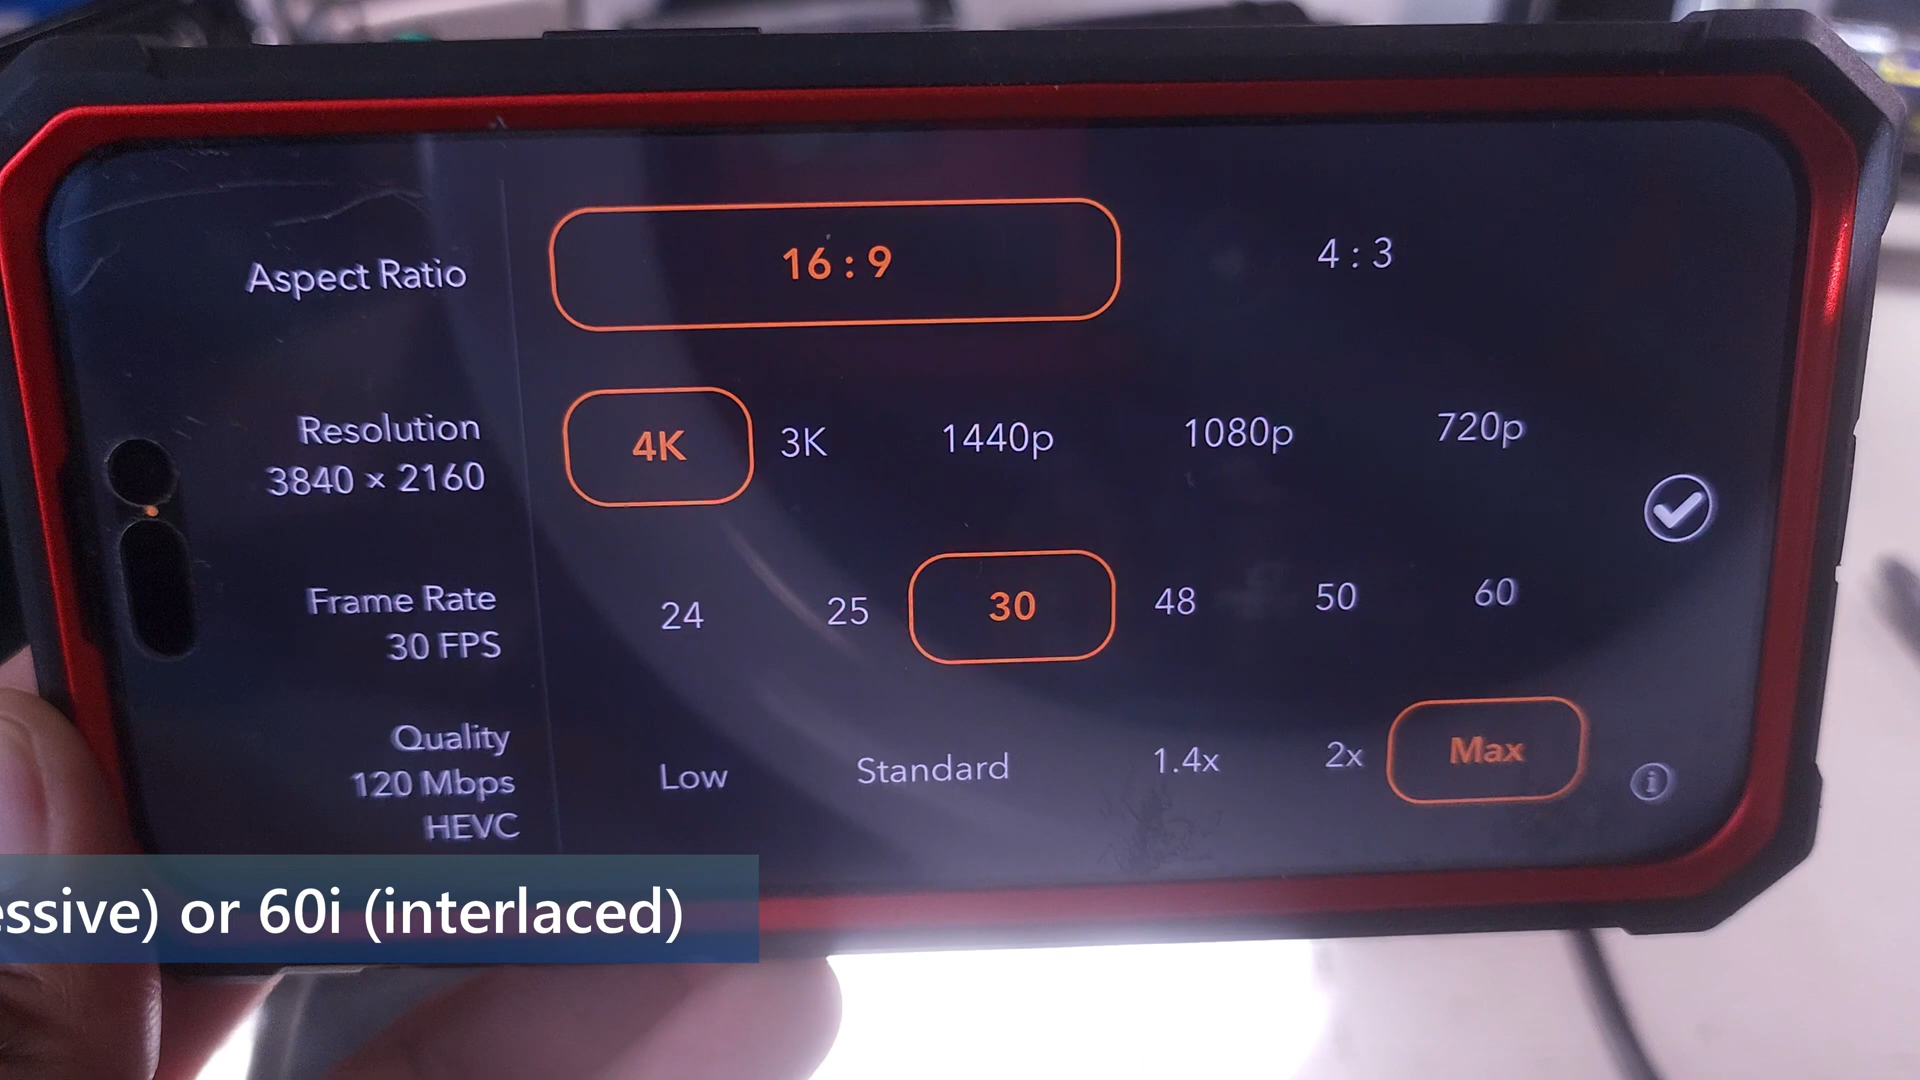 Aspect Ratio
16 : 9
4 : 3
Resolution
3840 × 2160
4K
3K
1440p
1080p
720p
Frame Rate
30 FPS
24
25
30
48
50
60
Quality
120 Mbps
HEVC
Low
Standard
1.4x
2x
Max
i
essive) or 60i (interlaced)